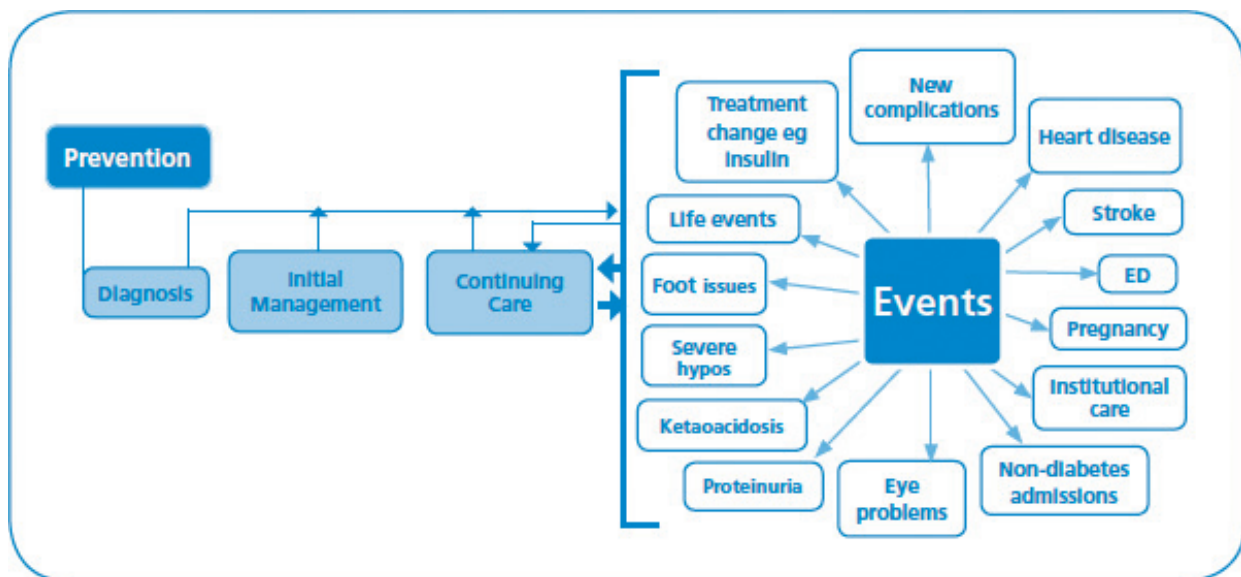 Prevention
Diagnosis
Initial
Management
Continuing
Care
Treatment
change eg
insulin
New
complications
Heart disease
Life events
Stroke
Foot issues
Events
ED
Severe
hypos
Pregnancy
Ketaoacidosis
Institutional
care
Proteinuria
Eye
problems
Non-diabetes
admissions